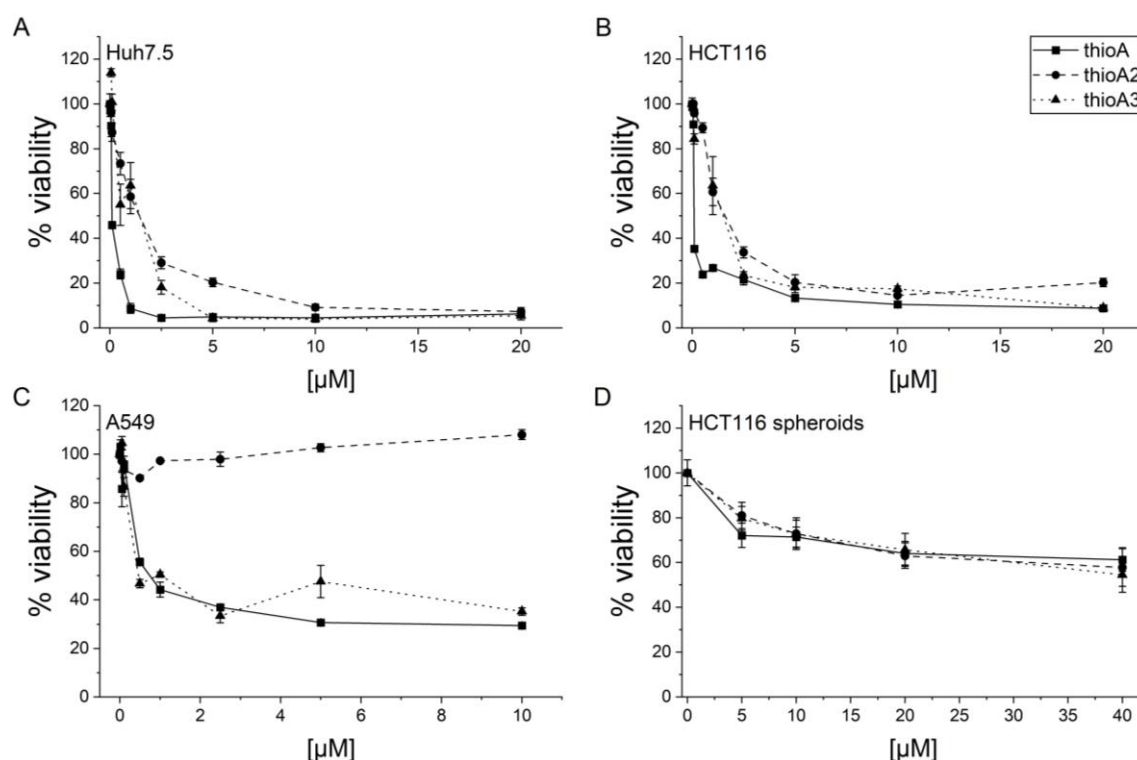 A
Huh7.5
% viability
120
100
80
60
40
20
0
0 5 10 15 20
[µM]
B
HCT116
thioA
thioA2
thioA3
% viability
120
100
80
60
40
20
0
0 5 10 15 20
[µM]
C
A549
% viability
120
100
80
60
40
20
0
0 2 4 6 8 10
[µM]
D
HCT116 spheroids
% viability
120
100
80
60
40
20
0
0 5 10 15 20 25 30 35 40
[µM]